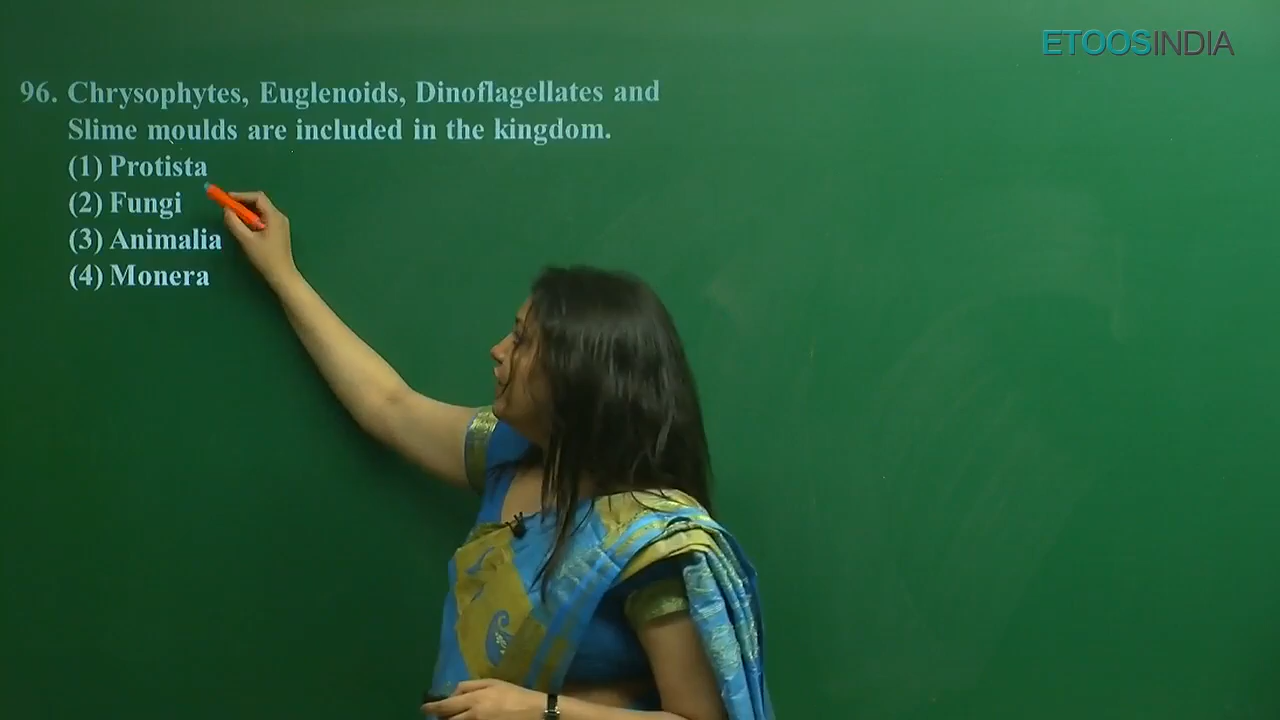 ETOOSINDIA
96. Chrysophytes, Euglenoids, Dinoflagellates and
Slime moulds are included in the kingdom.
(1) Protista
(2) Fungi
(3) Animalia
(4) Monera